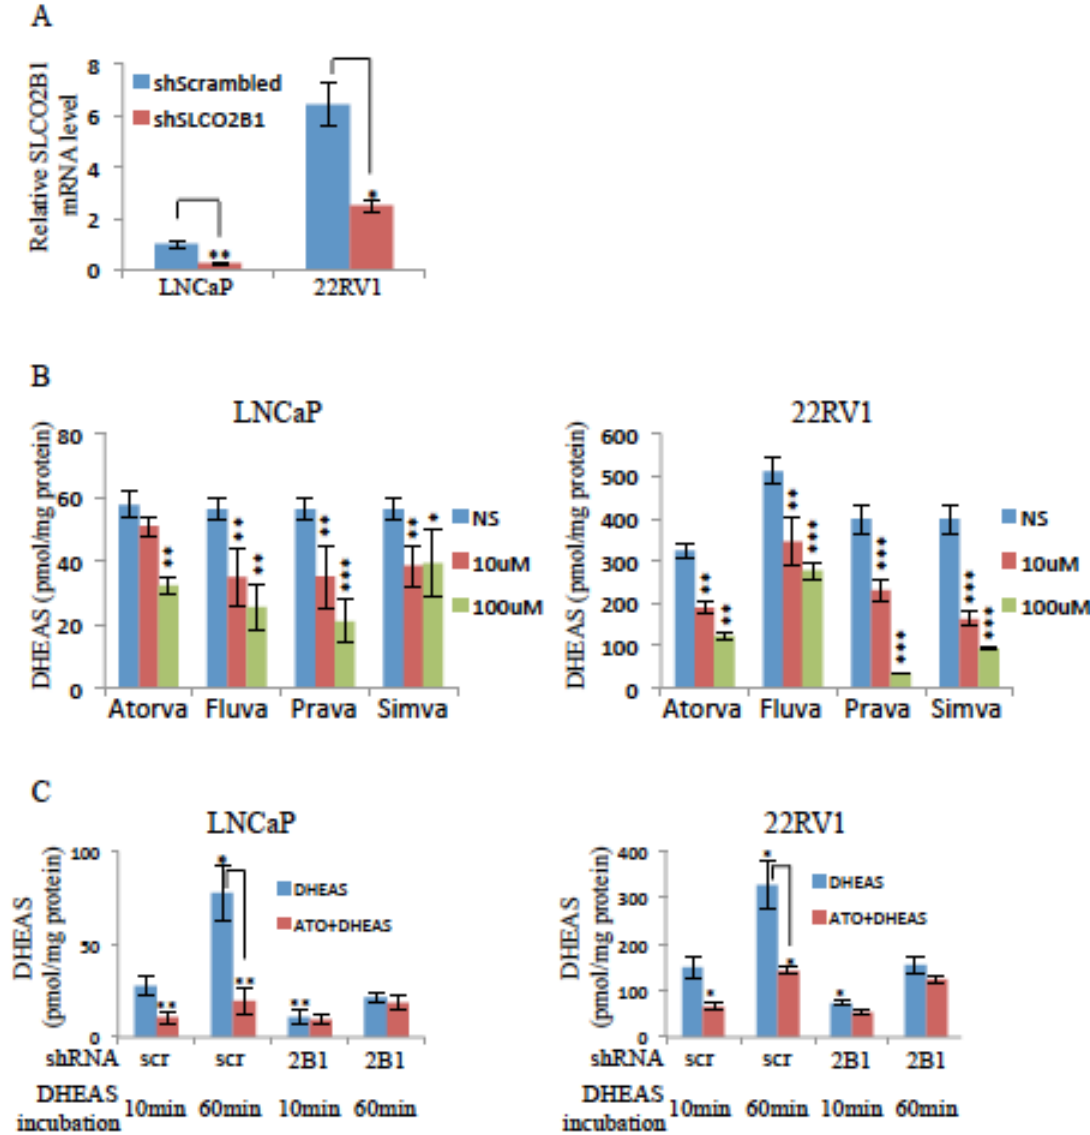 A
Relative SLCO2B1
mRNA level
8
6
4
2
0
shScrambled
shSLCO2B1
*
**
LNCaP
22RV1
B
LNCaP
DHEAS (pmol/mg protein)
80
60
40
20
0
**
**
**
**
***
**
*
NS
10uM
100uM
Atorva
Fluva
Prava
Simva
22RV1
DHEAS (pmol/mg protein)
600
500
400
300
200
100
0
**
**
**
***
***
***
***
***
NS
10uM
100uM
Atorva
Fluva
Prava
Simva
C
LNCaP
DHEAS
(pmol/mg protein)
100
50
0
*
**
**
**
DHEAS
ATO+DHEAS
shRNA scr scr 2B1 2B1
DHEAS
incubation 10min 60min 10min 60min
22RV1
DHEAS
(pmol/mg protein)
400
300
200
100
0
*
*
*
*
DHEAS
ATO+DHEAS
shRNA scr scr 2B1 2B1
DHEAS
incubation 10min 60min 10min 60min